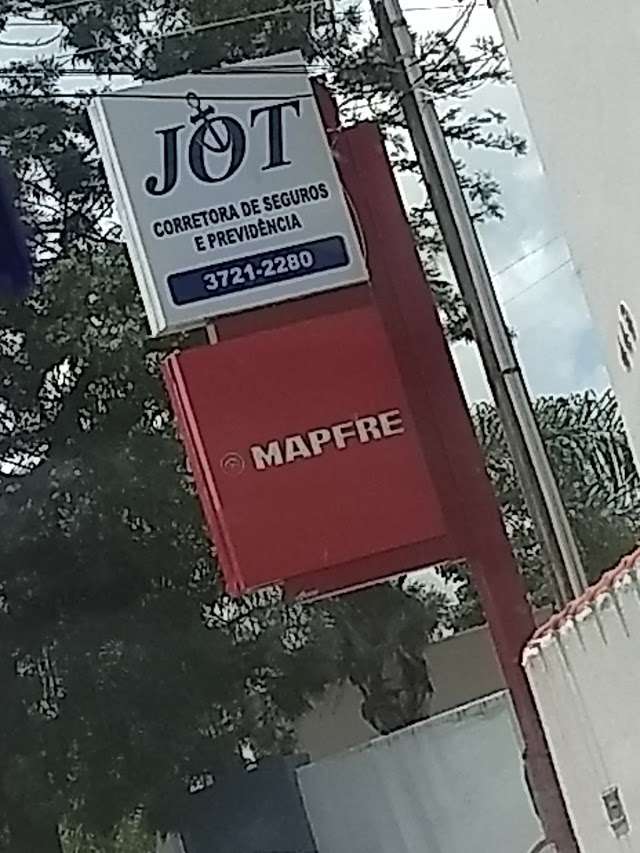 JOT
CORRETORA DE SEGUROS
E PREVIDÊNCIA
3721-2280
MAPFRE